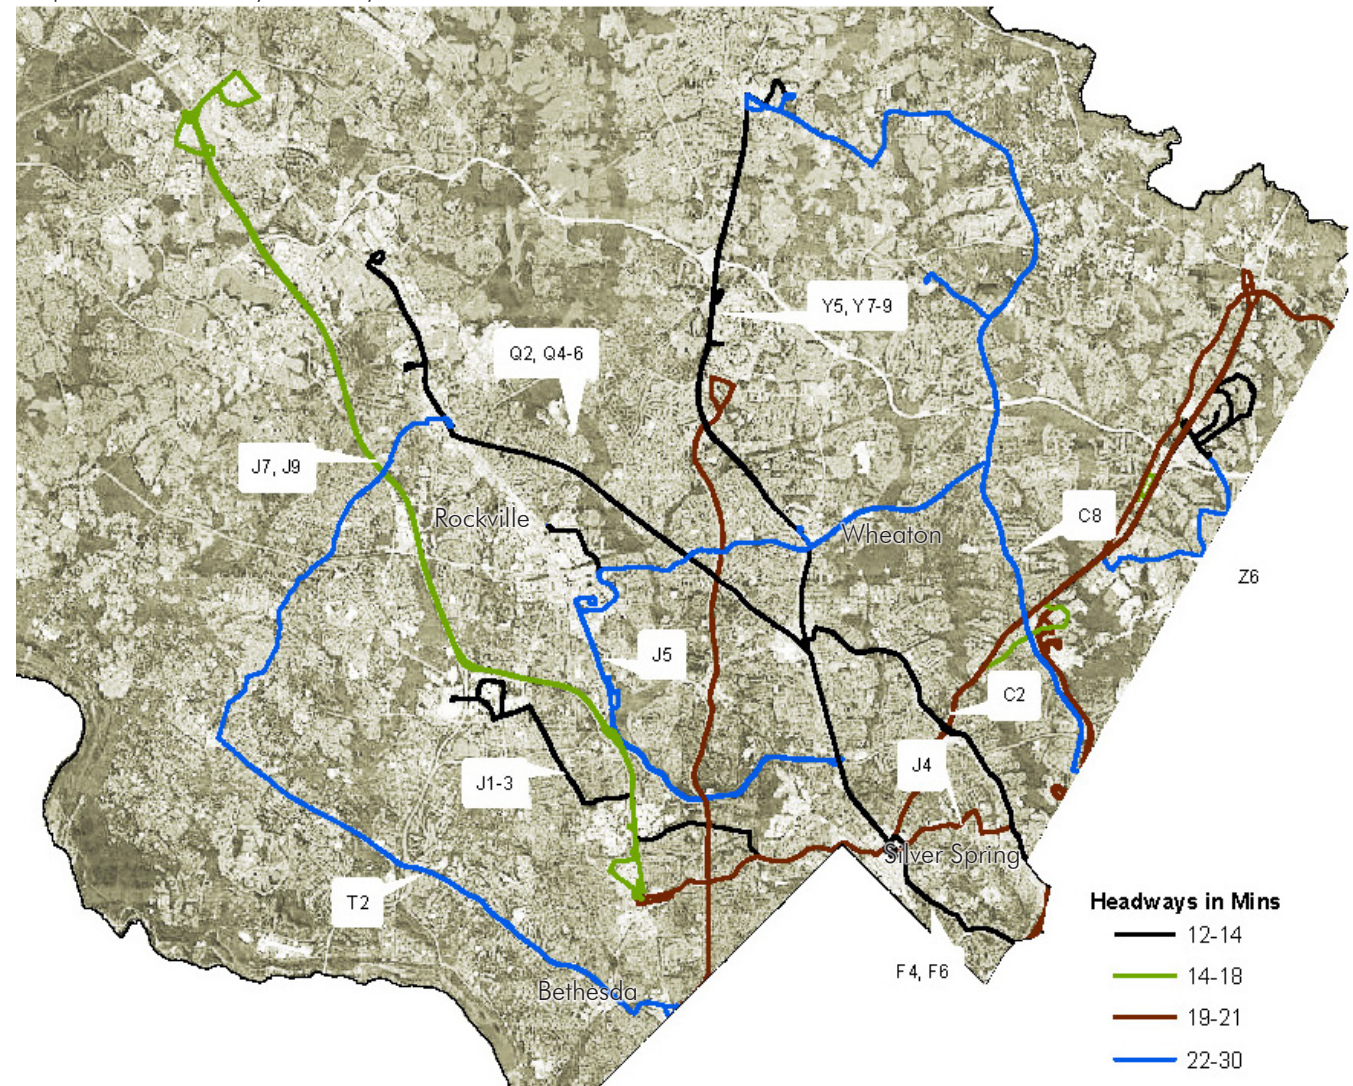 Y5, Y7-9
Q2, Q4-6
J7, J9
Rockville
C8
Wheaton
Z6
J5
C2
J4
J1-3
Silver Spring
T2
Headways in Mins
12-14
F4, F6
14-18
Bethesda
19-21
22-30